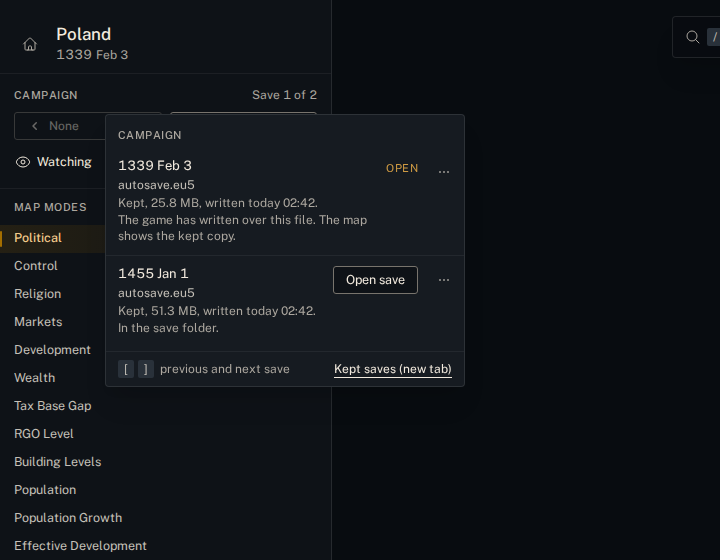 Poland
1339 Feb 3
/
CAMPAIGN
Save 1 of 2
None
Watching
CAMPAIGN
1339 Feb 3
OPEN
...
autosave.eu5
Kept, 25.8 MB, written today 02:42.
The game has written over this file. The map
shows the kept copy.
1455 Jan 1
Open save
...
autosave.eu5
Kept, 51.3 MB, written today 02:42.
In the save folder.
[ ] previous and next save
Kept saves (new tab)
MAP MODES
Political
Control
Religion
Markets
Development
Wealth
Tax Base Gap
RGO Level
Building Levels
Population
Population Growth
Effective Development